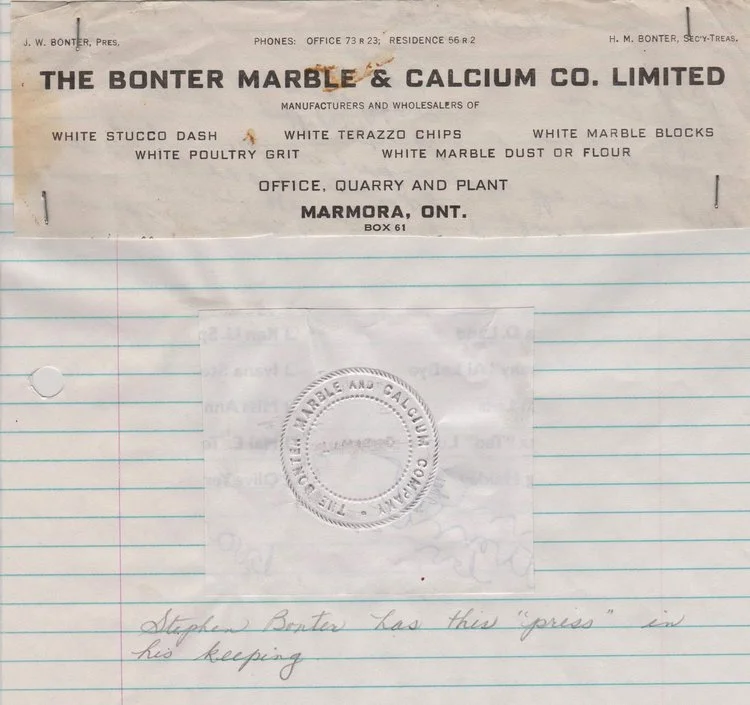 J. W. BONTER, PRES.
PHONES: OFFICE 73 R 23; RESIDENCE 56 R 2
H. M. BONTER, SEC'Y-TREAS.
THE BONTER MARBLE & CALCIUM CO. LIMITED
MANUFACTURERS AND WHOLESALERS OF
WHITE STUCCO DASH WHITE TERAZZO CHIPS WHITE MARBLE BLOCKS
WHITE POULTRY GRIT WHITE MARBLE DUST OR FLOUR
OFFICE, QUARRY AND PLANT
MARMORA, ONT.
BOX 61
THE BONTER MARBLE AND CALCIUM COMPANY
Stephen Bonter has this "press" in
his keeping